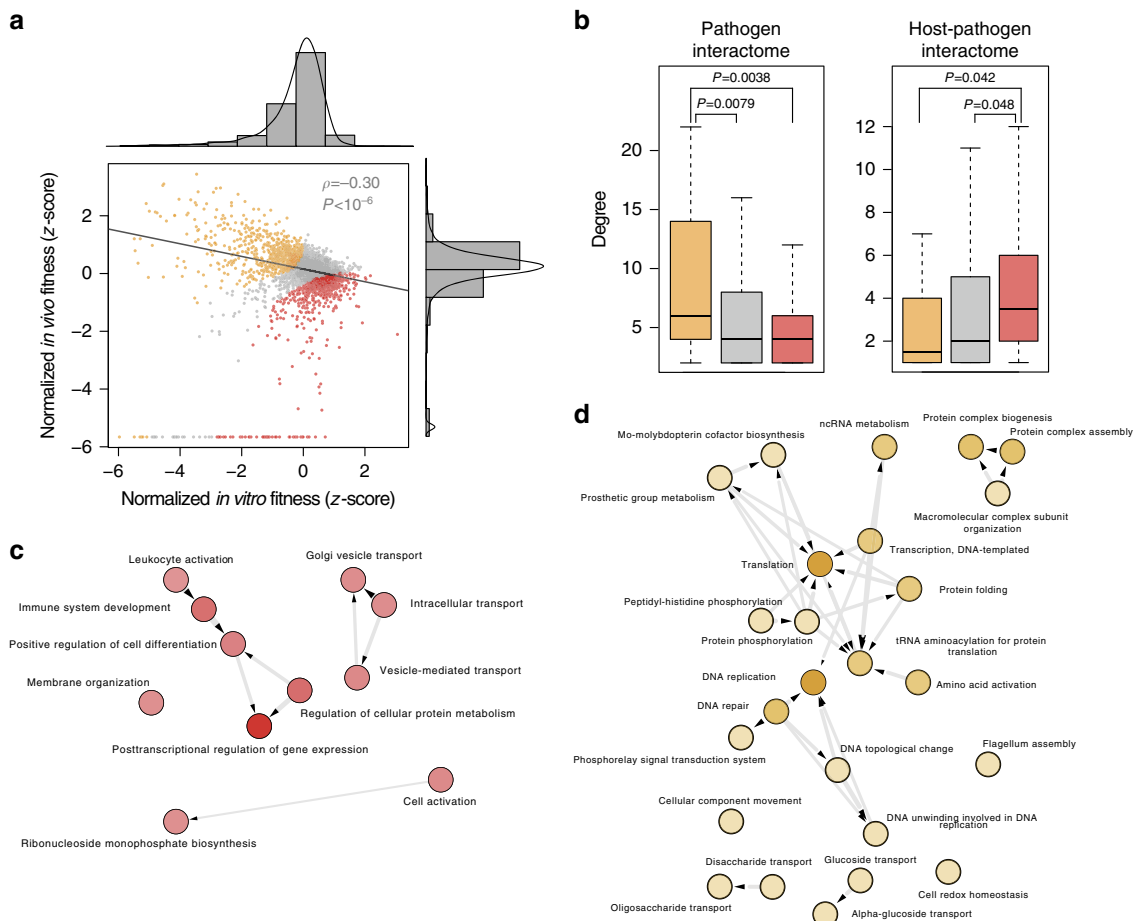 a
ρ=–0.30
P<10–6
Normalized in vivo fitness (z-score)
2
0
−2
−4
−6
−6
−4
−2
0
2
Normalized in vitro fitness (z-score)
b
Pathogen
interactome
Host-pathogen
interactome
P=0.0038
P=0.0079
P=0.042
P=0.048
Degree
20
15
10
5
12
10
8
6
4
2
c
Leukocyte activation
Immune system development
Positive regulation of cell differentiation
Membrane organization
Golgi vesicle transport
Intracellular transport
Vesicle-mediated transport
Regulation of cellular protein metabolism
Posttranscriptional regulation of gene expression
Cell activation
Ribonucleoside monophosphate biosynthesis
d
Mo-molybdopterin cofactor biosynthesis
Prosthetic group metabolism
ncRNA metabolism
Protein complex biogenesis
Protein complex assembly
Macromolecular complex subunit
organization
Transcription, DNA-templated
Translation
Protein folding
Peptidyl-histidine phosphorylation
Protein phosphorylation
tRNA aminoacylation for protein
translation
DNA replication
Amino acid activation
DNA repair
Phosphorelay signal transduction system
DNA topological change
Flagellum assembly
Cellular component movement
DNA unwinding involved in DNA
replication
Disaccharide transport
Glucoside transport
Oligosaccharide transport
Cell redox homeostasis
Alpha-glucoside transport